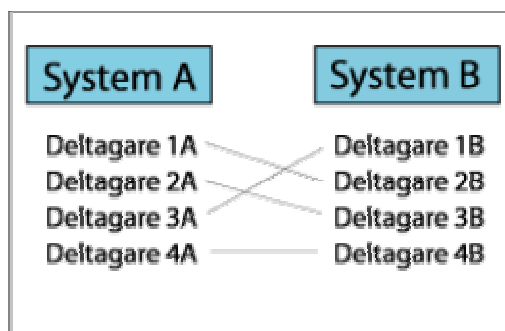 System A System B
Deltagare 1A Deltagare 1B
Deltagare 2A Deltagare 2B
Deltagare 3A Deltagare 3B
Deltagare 4A Deltagare 4B